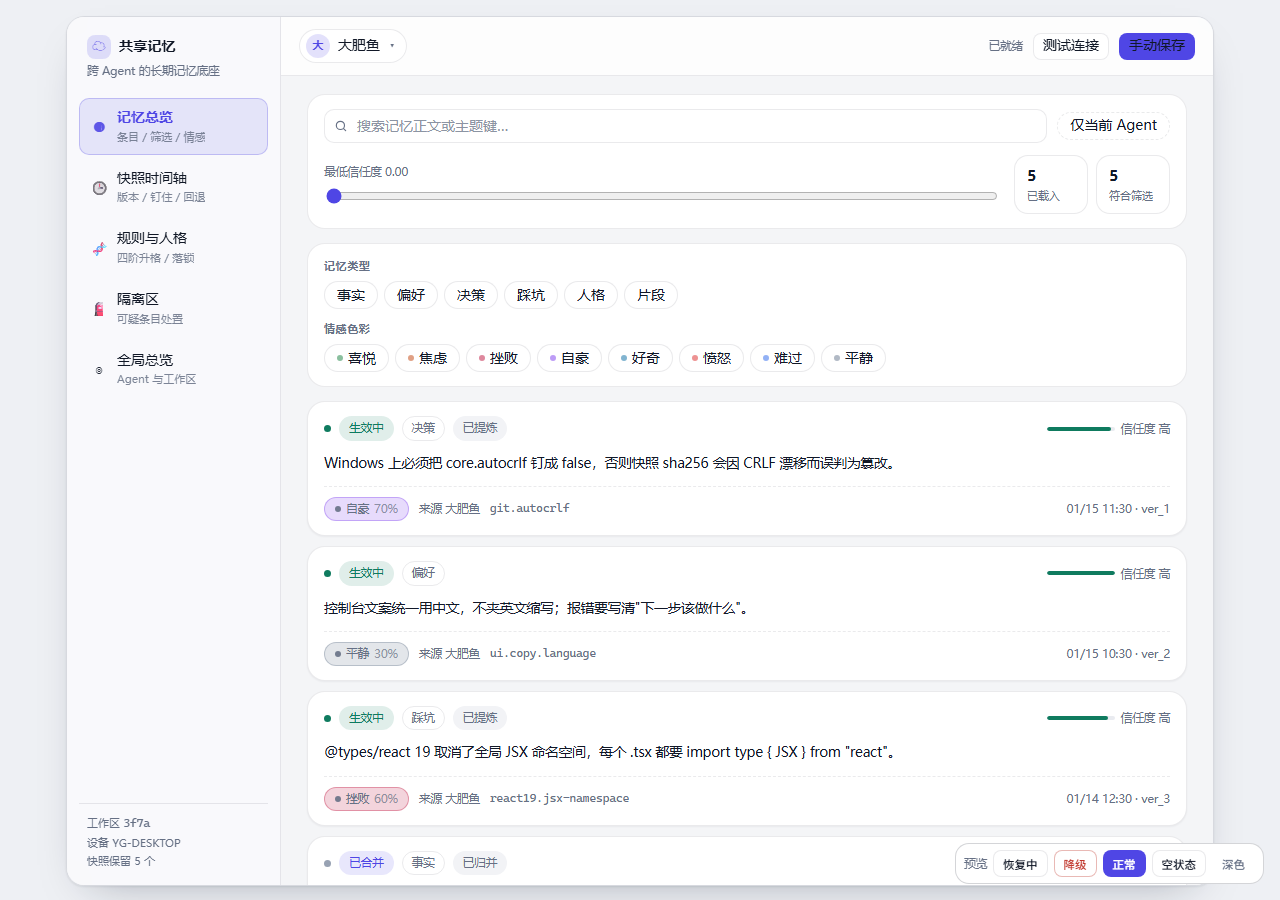 共享记忆
跨 Agent 的长期记忆底座
记忆总览
条目 / 筛选 / 情感
快照时间轴
版本 / 钉住 / 回退
规则与人格
四阶升格 / 落锁
隔离区
可疑条目处置
全局总览
Agent 与工作区
工作区 3f7a
设备 YG-DESKTOP
快照保留 5 个
大 大肥鱼
已就绪 测试连接 手动保存
搜索记忆正文或主题键... 仅当前 Agent
最低信任度 0.00
5 已载入
5 符合筛选
记忆类型
事实 偏好 决策 踩坑 人格 片段
情感色彩
喜悦 焦虑 挫败 自豪 好奇 愤怒 难过 平静
生效中 决策 已提炼 信任度 高
Windows 上必须把 core.autocrlf 钉成 false，否则快照 sha256 会因 CRLF 漂移而误判为篡改。
自豪 70% 来源 大肥鱼 git.autocrlf 01/15 11:30 · ver_1
生效中 偏好 信任度 高
控制台文案统一用中文，不夹英文缩写；报错要写清"下一步该做什么"。
平静 30% 来源 大肥鱼 ui.copy.language 01/15 10:30 · ver_2
生效中 踩坑 已提炼 信任度 高
@types/react 19 取消了全局 JSX 命名空间，每个 .tsx 都要 import type { JSX } from "react"。
挫败 60% 来源 大肥鱼 react19.jsx-namespace 01/14 12:30 · ver_3
已合并 事实 已归并
预览 恢复中 降级 正常 空状态 深色